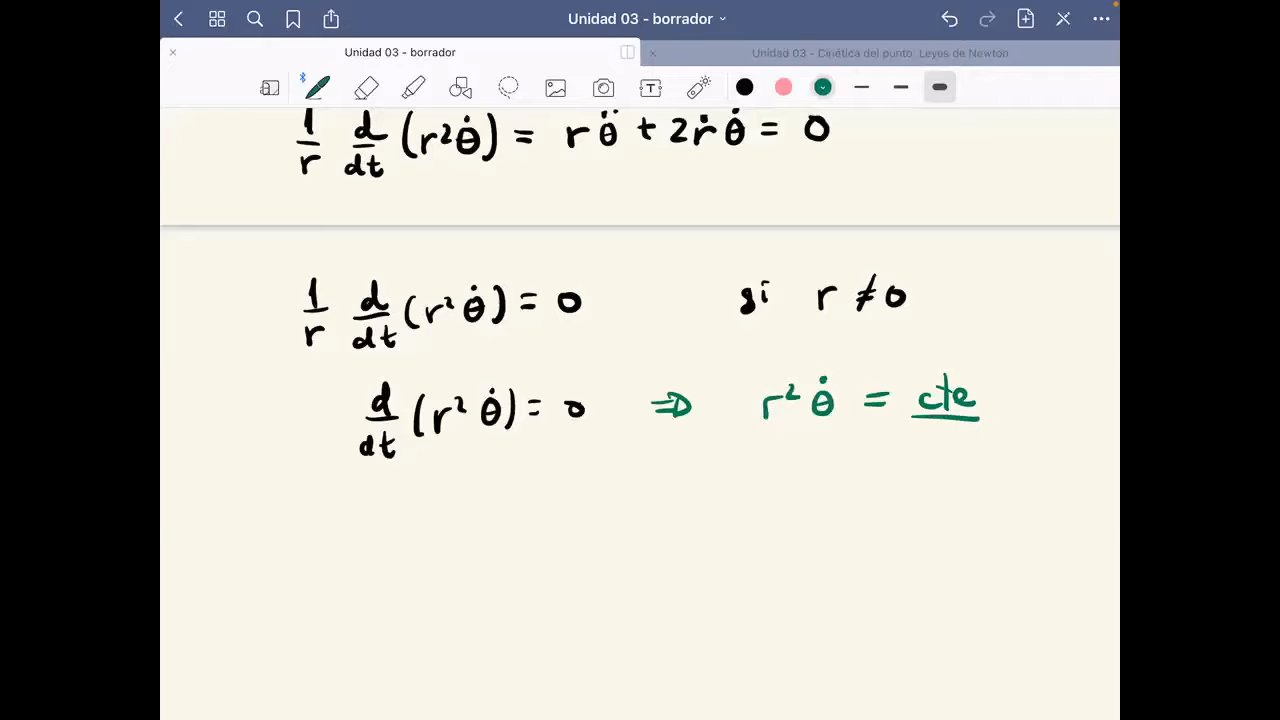 Unidad 03 - borrador
Unidad 03 - borrador
Unidad 03 - Cinética del punto. Leyes de Newton
1/r d/dt (r²θ̇) = rθ̈ + 2ṙθ̇ = 0
1/r d/dt (r²θ̇) = 0 si r ≠ 0
d/dt (r²θ̇) = 0 ⇒ r²θ̇ = cte